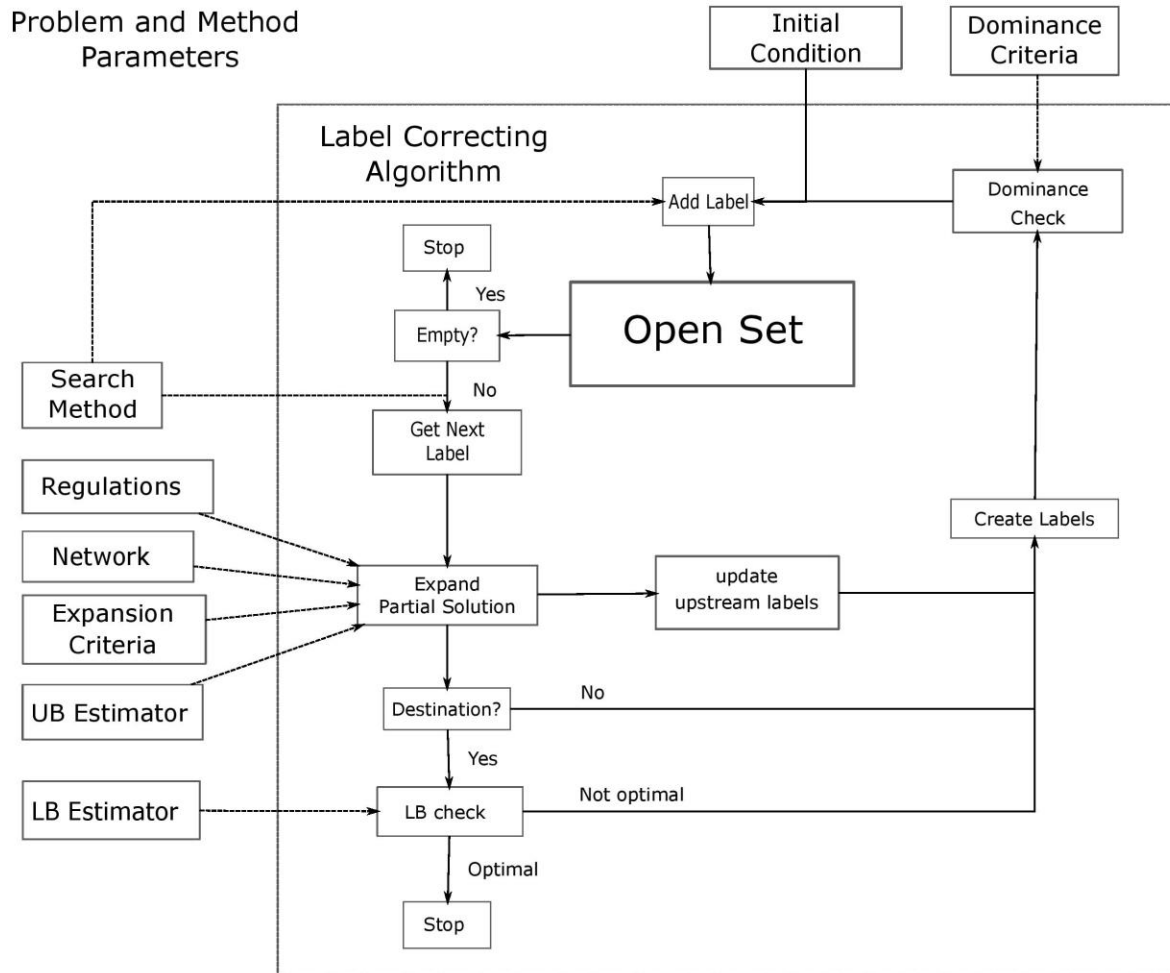 Problem and Method
Parameters
Initial
Condition
Dominance
Criteria
Label Correcting
Algorithm
Add Label
Dominance
Check
Stop
Yes
Empty?
Open Set
Search
Method
No
Get Next
Label
Regulations
Create Labels
Network
Expand
Partial Solution
update
upstream labels
Expansion
Criteria
UB Estimator
Destination?
No
Yes
LB Estimator
LB check
Not optimal
Optimal
Stop